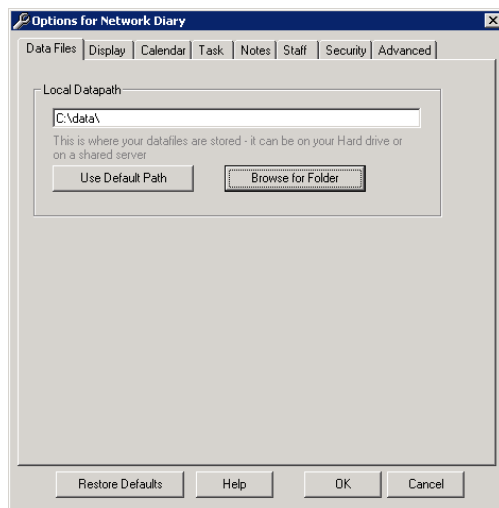 Options for Network Diary
Data Files Display Calendar Task Notes Staff Security Advanced
Local Datapath
C:\data\
This is where your datafiles are stored - it can be on your Hard drive or
on a shared server
Use Default Path Browse for Folder
Restore Defaults Help OK Cancel